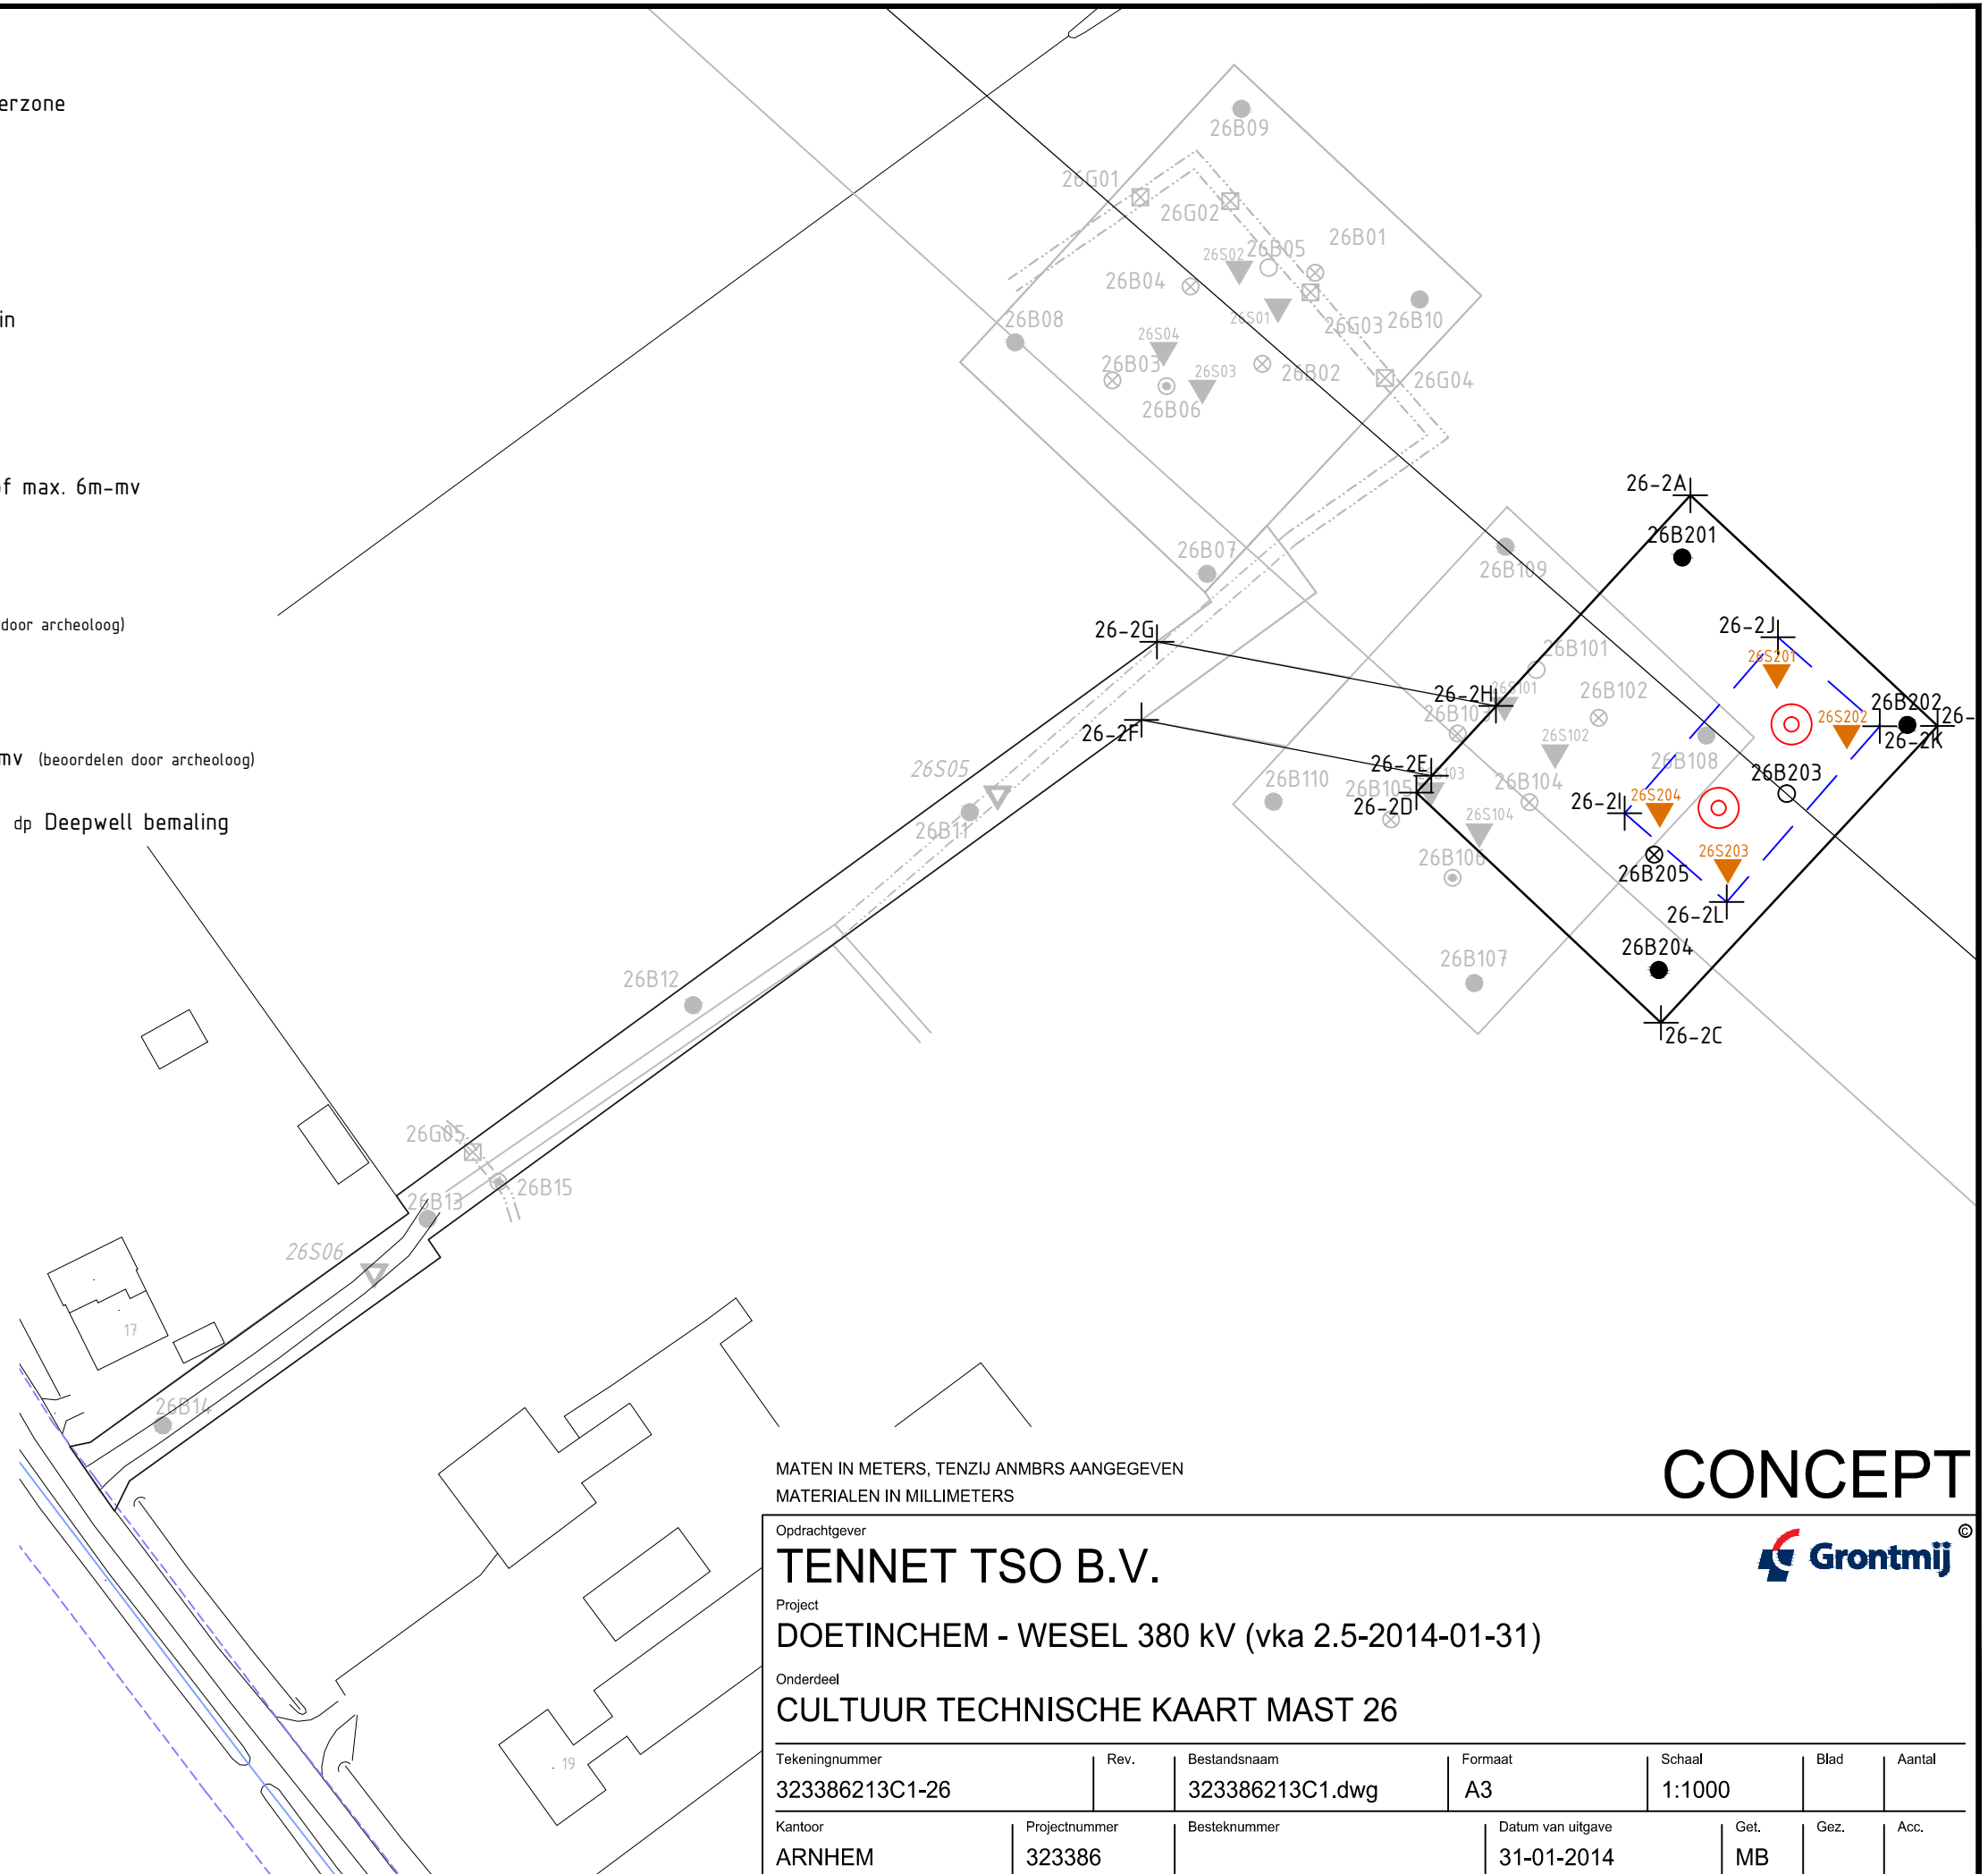 erzone
in
of max. 6m-mv
door archeoloog)
mv (beoordelen door archeoloog)
dp Deepwell bemaling
26B09
26G01
26G02
26B01
26S02
26B05
26B04
26S01
26G03
26B10
26B08
26S04
26B03
26S03
26B02
26G04
26B06
26-2A
26B201
26B07
26B109
26-2G
26-2J
26B101
26S201
26-2H
26S101
26B102
26B202
26-
26B103
26S202
26-2F
26S102
26-2K
26S05
26-2E
103
26B108
26B110
26B105
26B104
26B203
26-2D
26-2I
26S204
26S104
26B11
26B106
26S203
26B205
26-2L
26B204
26B12
26B107
26-2C
26G05
26B15
26B13
26S06
17
26B14
19
MATEN IN METERS, TENZIJ ANMBRS AANGEGEVEN
MATERIALEN IN MILLIMETERS
CONCEPT
Opdrachtgever
TENNET TSO B.V.
Grontmij ©
Project
DOETINCHEM - WESEL 380 kV (vka 2.5-2014-01-31)
Onderdeel
CULTUUR TECHNISCHE KAART MAST 26
Tekeningnummer Rev. Bestandsnaam Formaat Schaal Blad Aantal
323386213C1-26 323386213C1.dwg A3 1:1000
Kantoor Projectnummer Besteknummer Datum van uitgave Get. Gez. Acc.
ARNHEM 323386 31-01-2014 MB